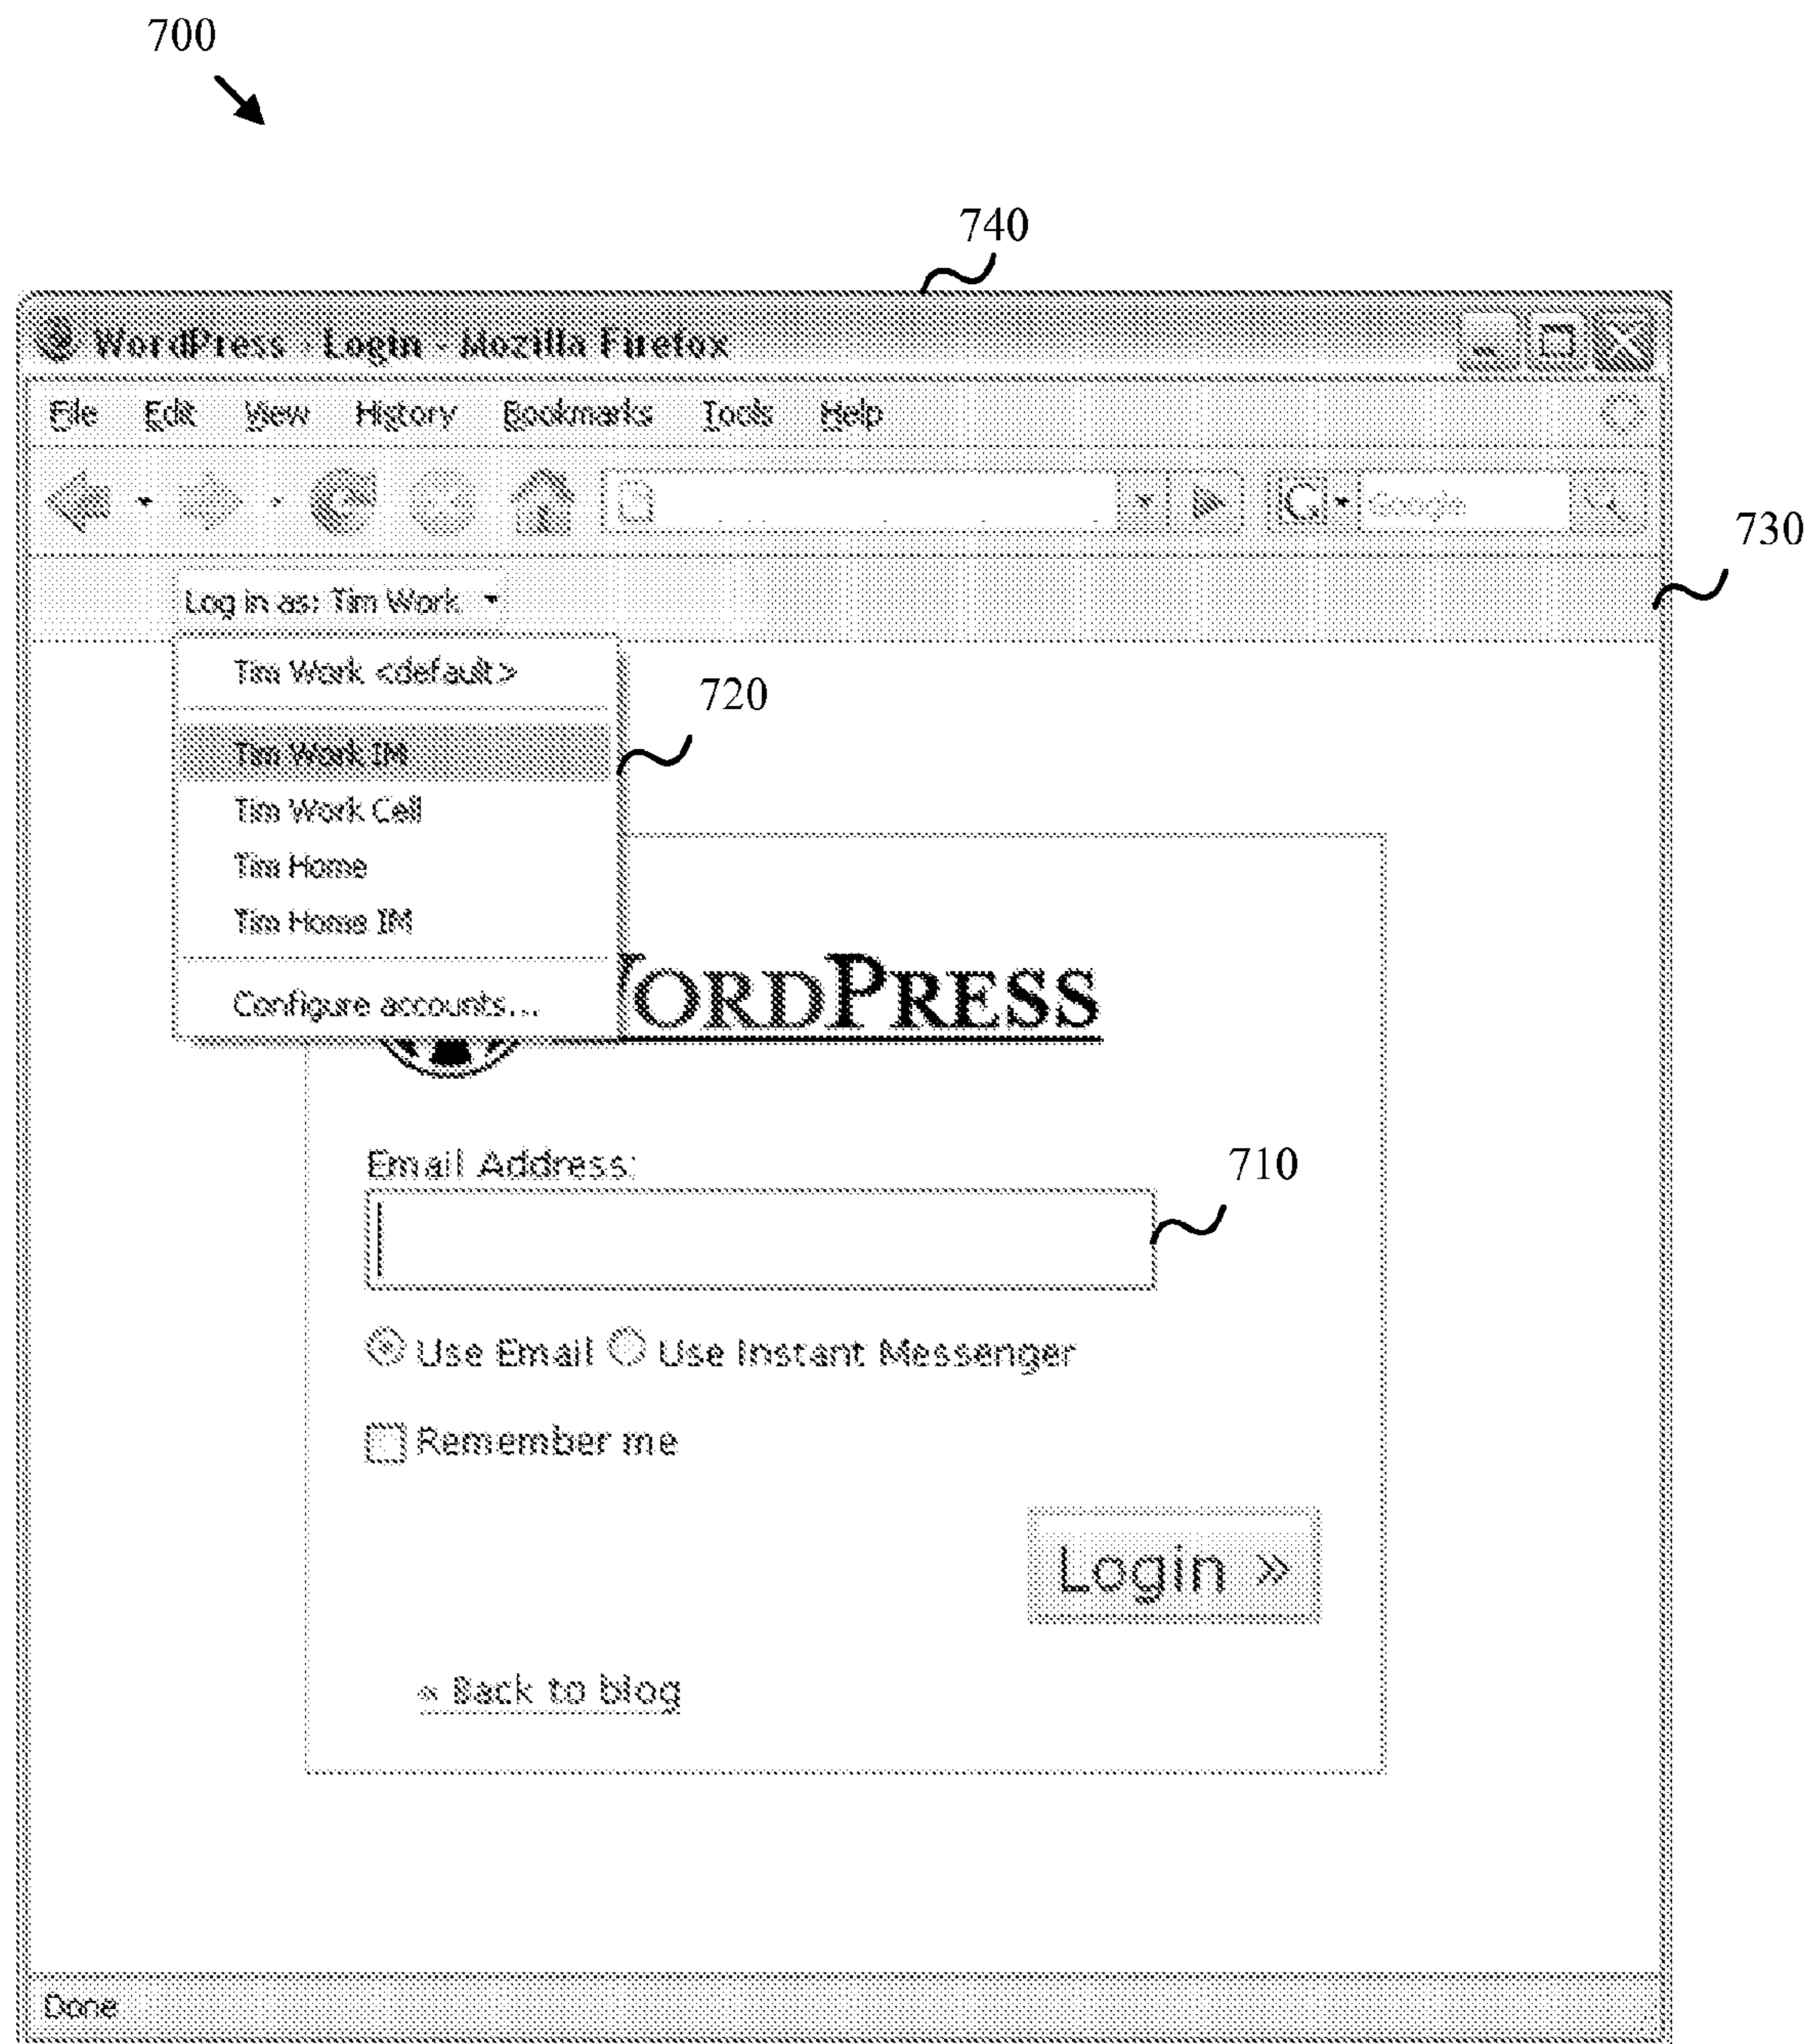 700
740
WordPress - Login - Mozilla Firefox
File Edit View History Bookmarks Tools Help
Google
730
Log in as: Tim Work
Tim Work <default>
720
Tim Work IM
Tim Work Cell
Tim Home
Tim Home IM
Configure accounts...
WORDPRESS
Email Address:
710
Use Email Use Instant Messenger
Remember me
Login »
« Back to blog
Done